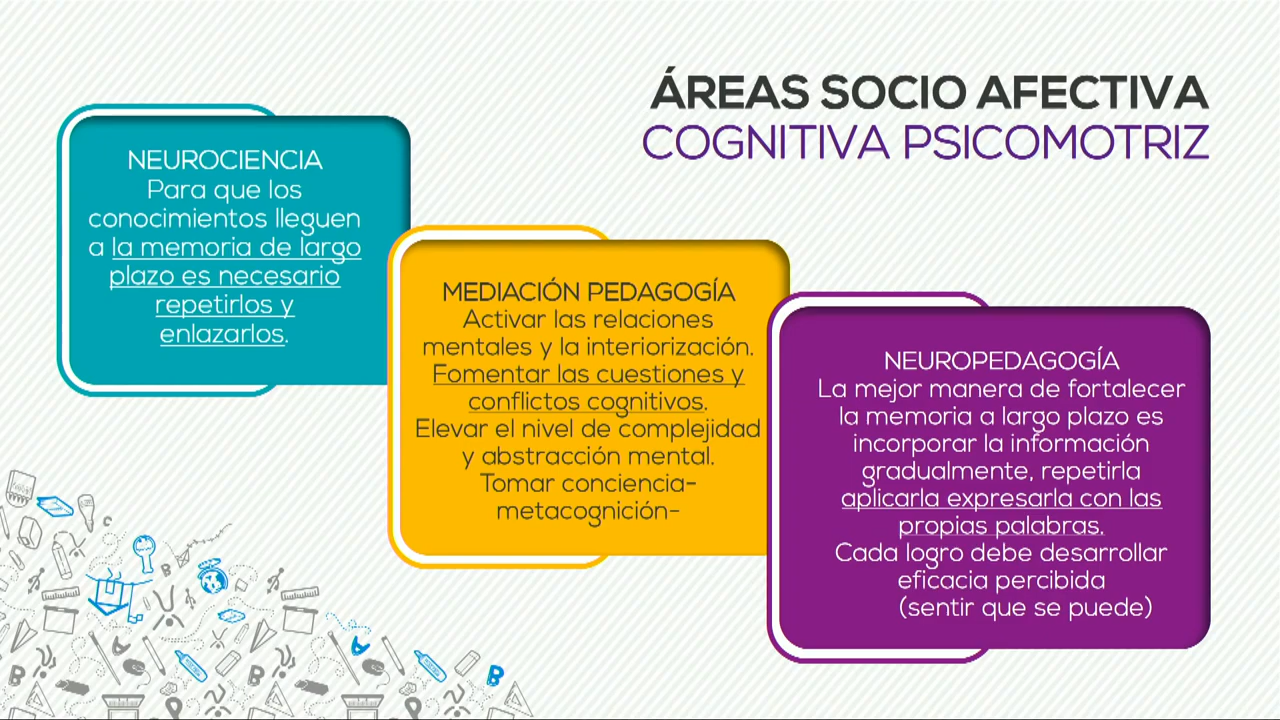 ÁREAS SOCIO AFECTIVA
COGNITIVA PSICOMOTRIZ
NEUROCIENCIA
Para que los
conocimientos lleguen
a la memoria de largo
plazo es necesario
repetirlos y
enlazarlos.
MEDIACIÓN PEDAGOGÍA
Activar las relaciones
mentales y la interiorización.
Fomentar las cuestiones y
conflictos cognitivos.
Elevar el nivel de complejidad
y abstracción mental.
Tomar conciencia-
metacognición-
NEUROPEDAGOGÍA
La mejor manera de fortalecer
la memoria a largo plazo es
incorporar la información
gradualmente, repetirla
aplicarla expresarla con las
propias palabras.
Cada logro debe desarrollar
eficacia percibida
(sentir que se puede)